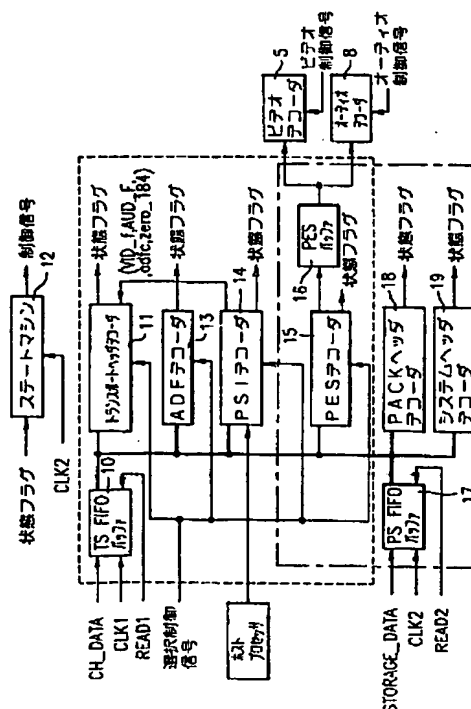 状態フラグ
ステートマシン
12
制御信号
CLK2
CH_DATA
CLK1
READ1
TS FIFO
バッファ
10
トランスポートヘッダデコーダ
11
状態フラグ
(VID_f,AUD_F,
adfc,zero_184)
ADFデコーダ
13
状態フラグ
PSIデコーダ
14
状態フラグ
選択制御
信号
ホスト
プロセッサ
PESデコーダ
15
状態フラグ
PES
バッファ
16
ビデオ
デコーダ
5
ビデオ
制御信号
オーディオ
デコーダ
8
オーディオ
制御信号
STORAGE_DATA
CLK2
READ2
PS FIFO
バッファ
17
PACKヘッダ
デコーダ
18
状態フラグ
システムヘッダ
デコーダ
19
状態フラグ